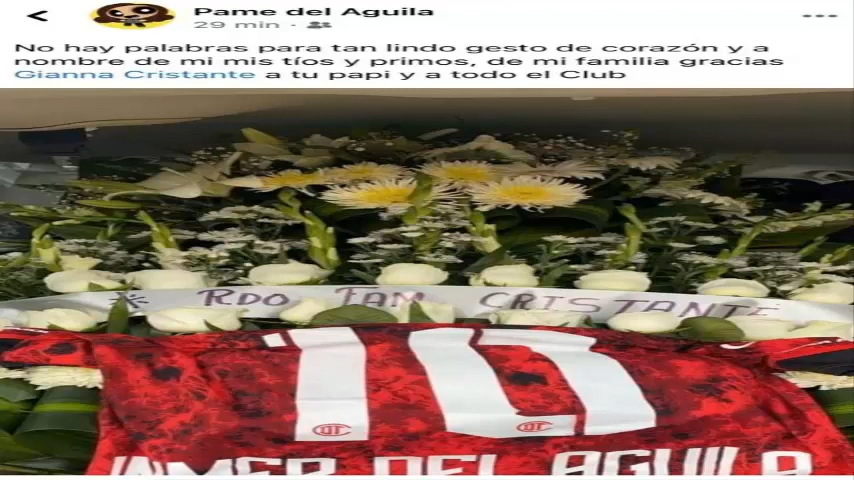 Pame del Aguila
29 min ·
No hay palabras para tan lindo gesto de corazón y a
nombre de mi mis tíos y primos, de mi familia gracias
Gianna Cristante a tu papi y a todo el Club
RDO FAM CRISTANTE
10
DEL AGUILA